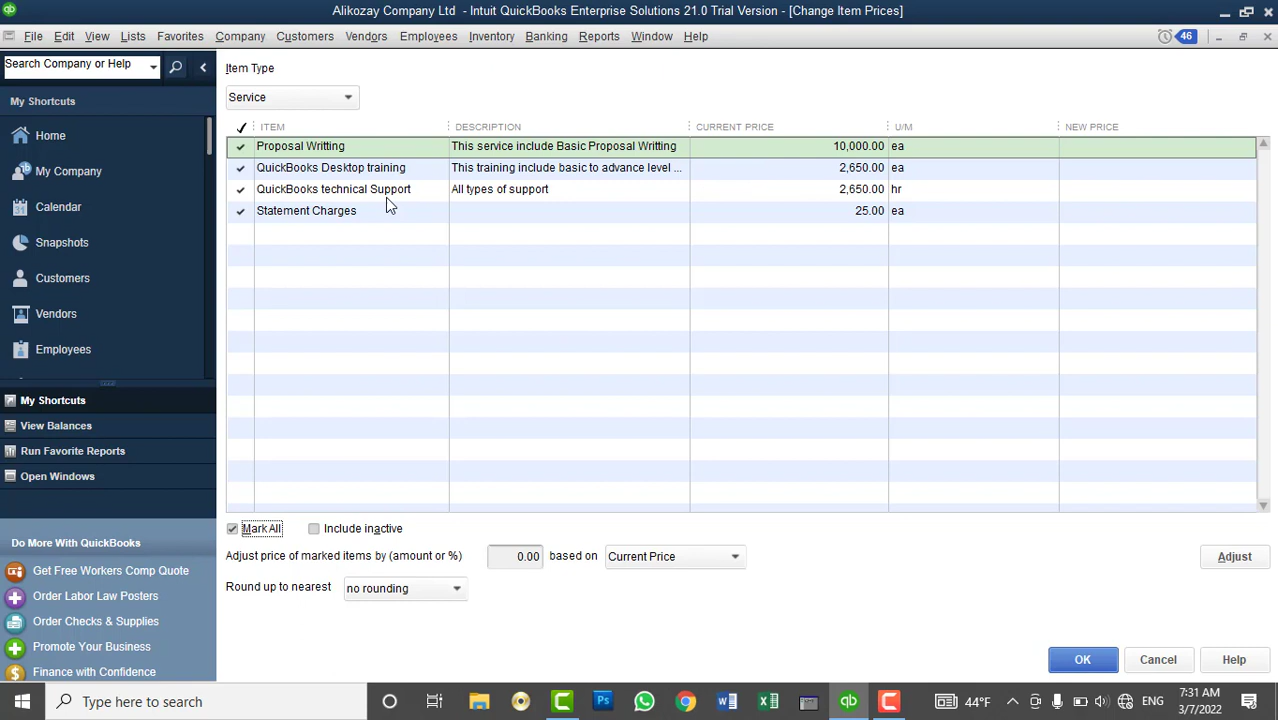 Alikozay Company Ltd - Intuit QuickBooks Enterprise Solutions 21.0 Trial Version - [Change Item Prices]
File Edit View Lists Favorites Company Customers Vendors Employees Inventory Banking Reports Window Help 46
Search Company or Help
My Shortcuts
Home
My Company
Calendar
Snapshots
Customers
Vendors
Employees
My Shortcuts
View Balances
Run Favorite Reports
Open Windows
Do More With QuickBooks
Get Free Workers Comp Quote
Order Labor Law Posters
Order Checks & Supplies
Promote Your Business
Finance with Confidence
Item Type
Service
ITEM DESCRIPTION CURRENT PRICE U/M NEW PRICE
Proposal Writting This service include Basic Proposal Writting 10,000.00 ea
QuickBooks Desktop training This training include basic to advance level ... 2,650.00 ea
QuickBooks technical Support All types of support 2,650.00 hr
Statement Charges 25.00 ea
Mark All Include inactive
Adjust price of marked items by (amount or %) 0.00 based on Current Price Adjust
Round up to nearest no rounding
OK Cancel Help
Type here to search 44°F ENG 7:31 AM
3/7/2022